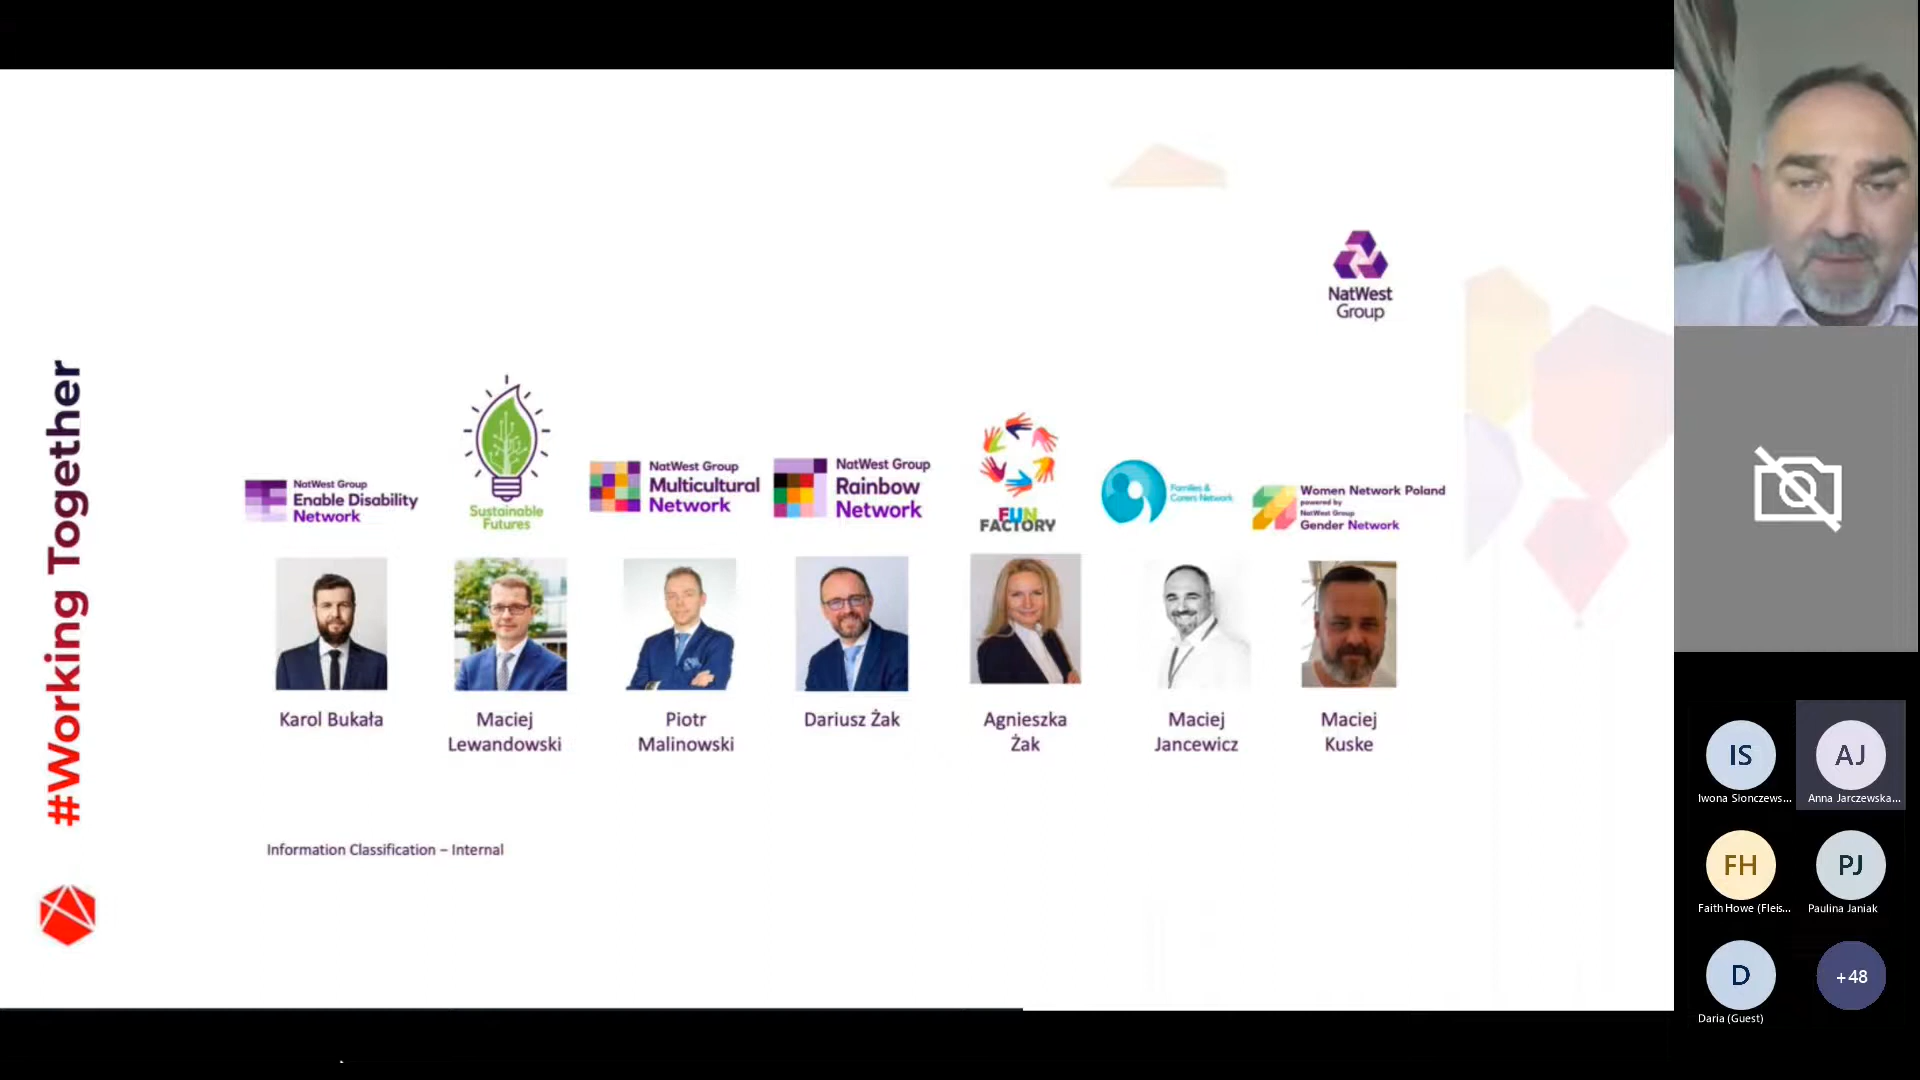 #Working Together
NatWest
Group
NatWest Group
Enable Disability
Network
Sustainable
Futures
NatWest Group
Multicultural
Network
NatWest Group
Rainbow
Network
FUN
FACTORY
Families &
Carers Network
Women Network Poland
powered by
NatWest Group
Gender Network
Karol Bukała
Maciej
Lewandowski
Piotr
Malinowski
Dariusz Żak
Agnieszka
Żak
Maciej
Jancewicz
Maciej
Kuske
Information Classification – Internal
IS
Iwona Słonczews...
AJ
Anna Jarczewska...
FH
Faith Howe (Fleis...
PJ
Paulina Janiak
D
Daria (Guest)
+48